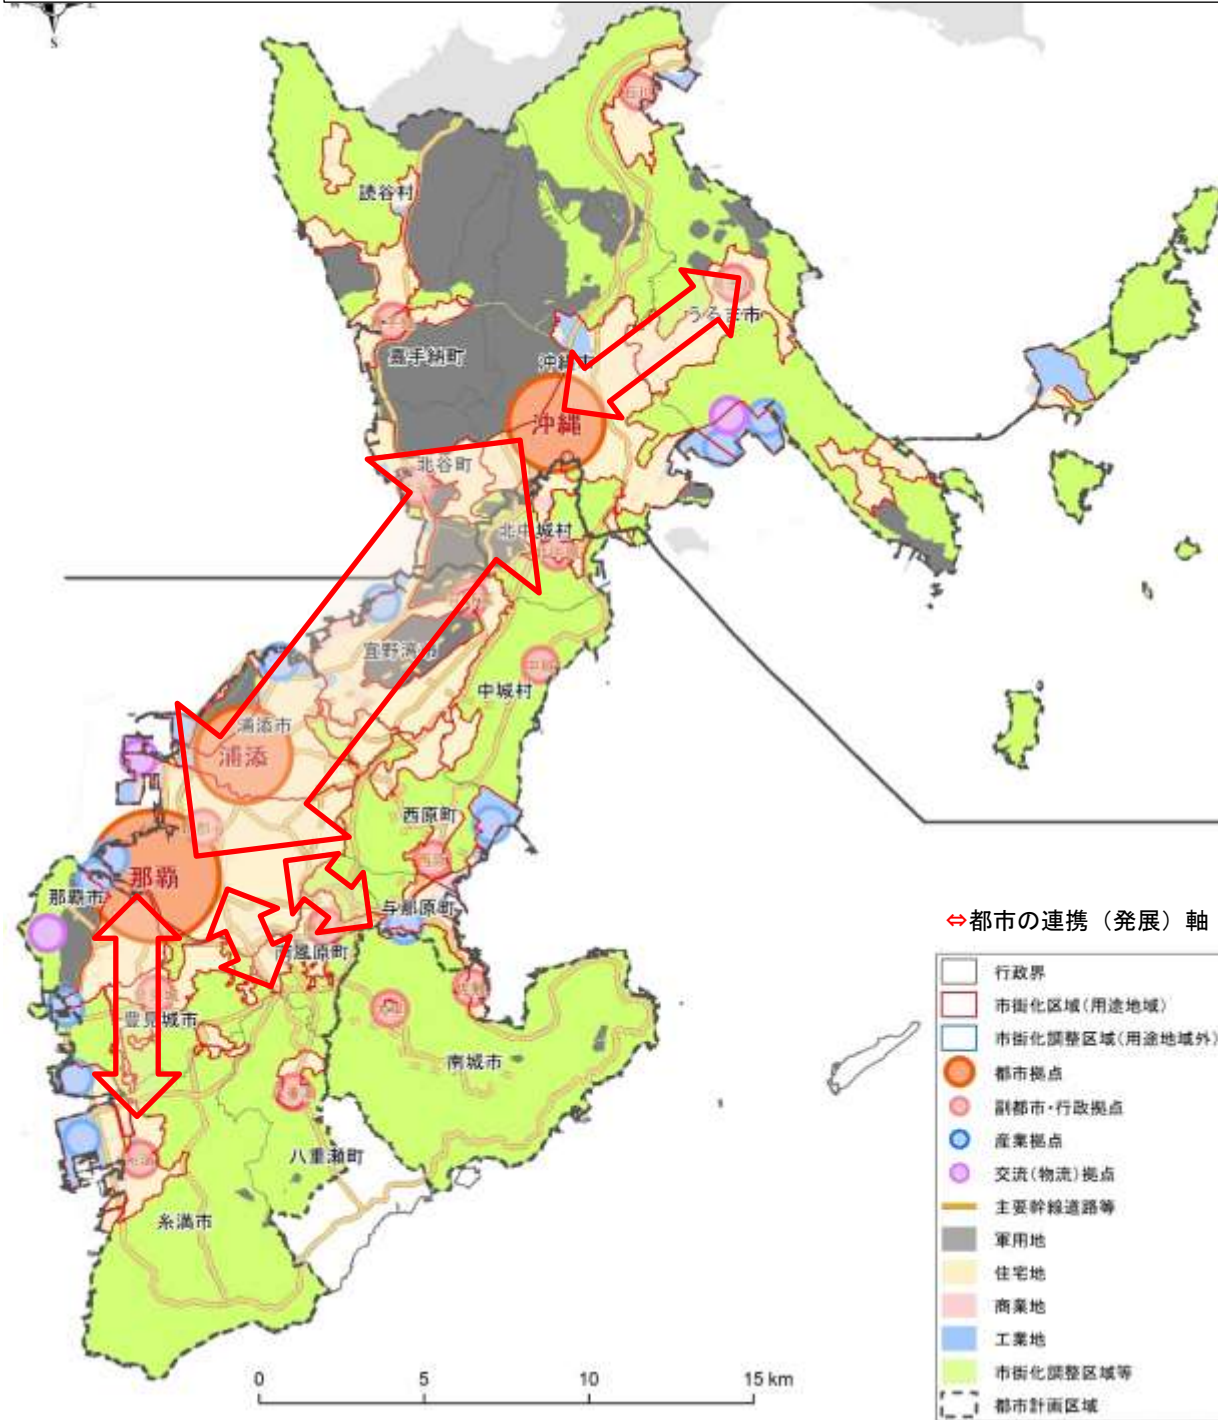 S
石川
読谷村
うるま市
嘉手納町
沖縄市
沖縄
北谷町
北中城村
宜野湾市
中城
中城村
浦添市
浦添
西原町
西原
那覇
那覇市
与那原町
南風原町
豊見城市
南城市
八重瀬町
糸満
糸満市
⇔都市の連携（発展）軸
行政界
市街化区域(用途地域)
市街化調整区域(用途地域外)
都市拠点
副都市・行政拠点
産業拠点
交流(物流)拠点
主要幹線道路等
軍用地
住宅地
商業地
工業地
市街化調整区域等
都市計画区域
0 5 10 15 km